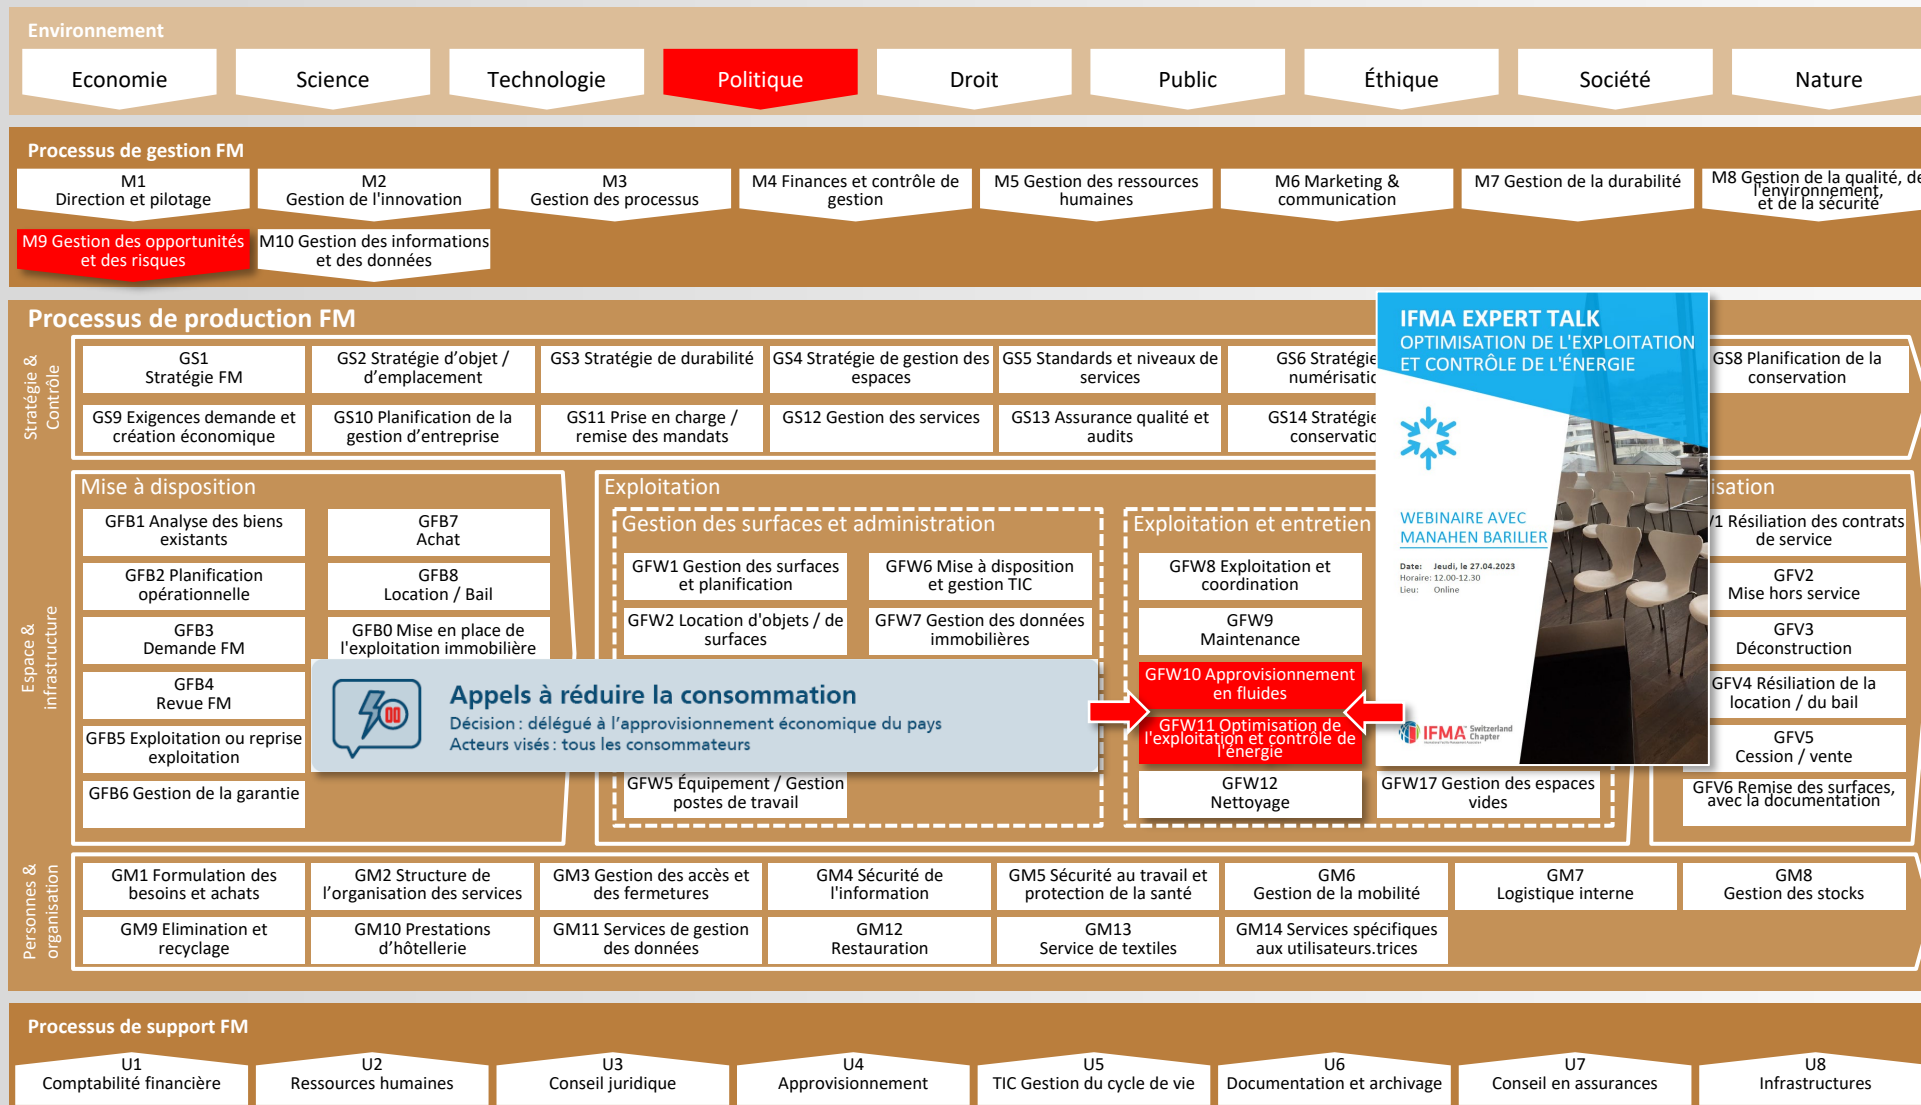 Environnement
Economie
Science
Technologie
Politique
Droit
Public
Éthique
Société
Nature
Processus de gestion FM
M1
Direction et pilotage
M2
Gestion de l'innovation
M3
Gestion des processus
M4 Finances et contrôle de
gestion
M5 Gestion des ressources
humaines
M6 Marketing &
communication
M7 Gestion de la durabilité
M8 Gestion de la qualité, de
l'environnement,
et de la sécurité
M9 Gestion des opportunités
et des risques
M10 Gestion des informations
et des données
Processus de production FM
Stratégie &
Contrôle
GS1
Stratégie FM
GS2 Stratégie d'objet /
d'emplacement
GS3 Stratégie de durabilité
GS4 Stratégie de gestion des
espaces
GS5 Standards et niveaux de
services
GS6 Stratégie
numérisatic
GS8 Planification de la
conservation
GS9 Exigences demande et
création économique
GS10 Planification de la
gestion d'entreprise
GS11 Prise en charge /
remise des mandats
GS12 Gestion des services
GS13 Assurance qualité et
audits
GS14 Stratégie
conservatic
IFMA EXPERT TALK
OPTIMISATION DE L'EXPLOITATION
ET CONTRÔLE DE L'ÉNERGIE
WEBINAIRE AVEC
MANAHEN BARILIER
Date: Jeudi, le 27.04.2023
Horaire: 12.00-12.30
Lieu: Online
IFMA Switzerland
Chapter
Espace &
infrastructure
Mise à disposition
GFB1 Analyse des biens
existants
GFB7
Achat
GFB2 Planification
opérationnelle
GFB8
Location / Bail
GFB3
Demande FM
GFB0 Mise en place de
l'exploitation immobilière
GFB4
Revue FM
GFB5 Exploitation ou reprise
exploitation
GFB6 Gestion de la garantie
Exploitation
Gestion des surfaces et administration
GFW1 Gestion des surfaces
et planification
GFW6 Mise à disposition
et gestion TIC
GFW2 Location d'objets / de
surfaces
GFW7 Gestion des données
immobilières
Appels à réduire la consommation
Décision : délégué à l'approvisionnement économique du pays
Acteurs visés : tous les consommateurs
GFW5 Équipement / Gestion
postes de travail
Exploitation et entretien
GFW8 Exploitation et
coordination
GFW9
Maintenance
GFW10 Approvisionnement
en fluides
GFW11 Optimisation de
l'exploitation et contrôle de
l'énergie
GFW12
Nettoyage
GFW17 Gestion des espaces
vides
isation
/1 Résiliation des contrats
de service
GFV2
Mise hors service
GFV3
Déconstruction
GFV4 Résiliation de la
location / du bail
GFV5
Cession / vente
GFV6 Remise des surfaces,
avec la documentation
Personnes &
organisation
GM1 Formulation des
besoins et achats
GM2 Structure de
l'organisation des services
GM3 Gestion des accès et
des fermetures
GM4 Sécurité de
l'information
GM5 Sécurité au travail et
protection de la santé
GM6
Gestion de la mobilité
GM7
Logistique interne
GM8
Gestion des stocks
GM9 Elimination et
recyclage
GM10 Prestations
d'hôtellerie
GM11 Services de gestion
des données
GM12
Restauration
GM13
Service de textiles
GM14 Services spécifiques
aux utilisateurs.trices
Processus de support FM
U1
Comptabilité financière
U2
Ressources humaines
U3
Conseil juridique
U4
Approvisionnement
U5
TIC Gestion du cycle de vie
U6
Documentation et archivage
U7
Conseil en assurances
U8
Infrastructures